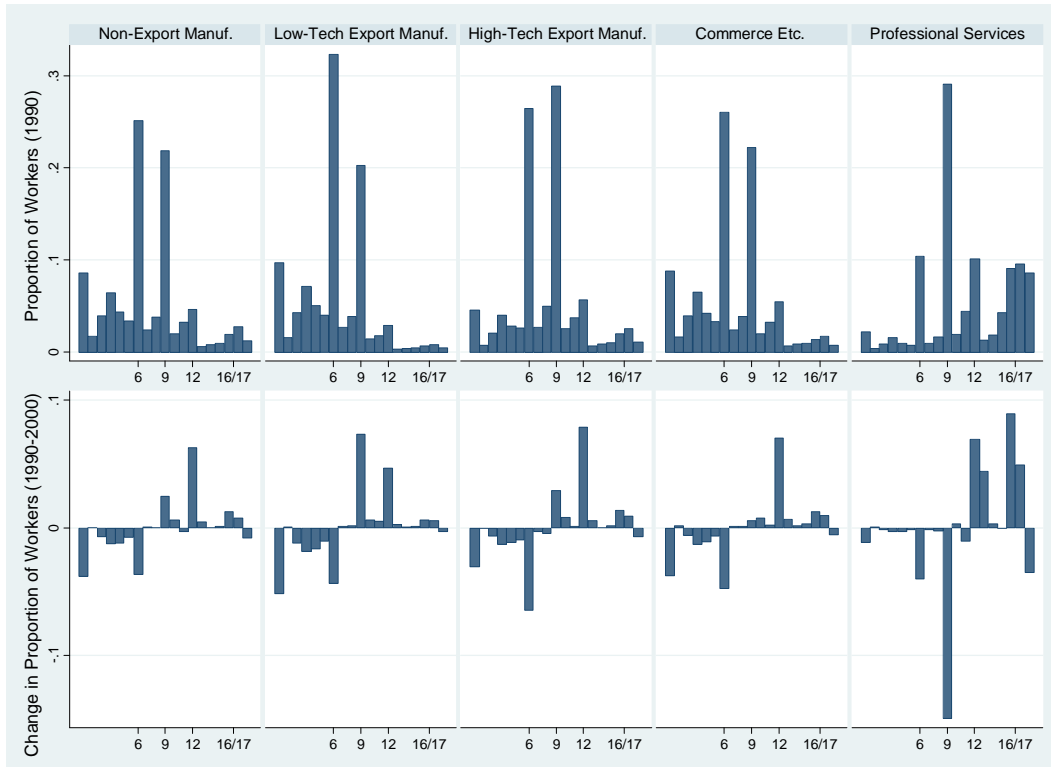 Non-Export Manuf. Low-Tech Export Manuf. High-Tech Export Manuf. Commerce Etc. Professional Services
Proportion of Workers (1990)
.3
.2
.1
0
6 9 12 16/17 6 9 12 16/17 6 9 12 16/17 6 9 12 16/17 6 9 12 16/17
Change in Proportion of Workers (1990-2000)
.1
0
-.1
6 9 12 16/17 6 9 12 16/17 6 9 12 16/17 6 9 12 16/17 6 9 12 16/17